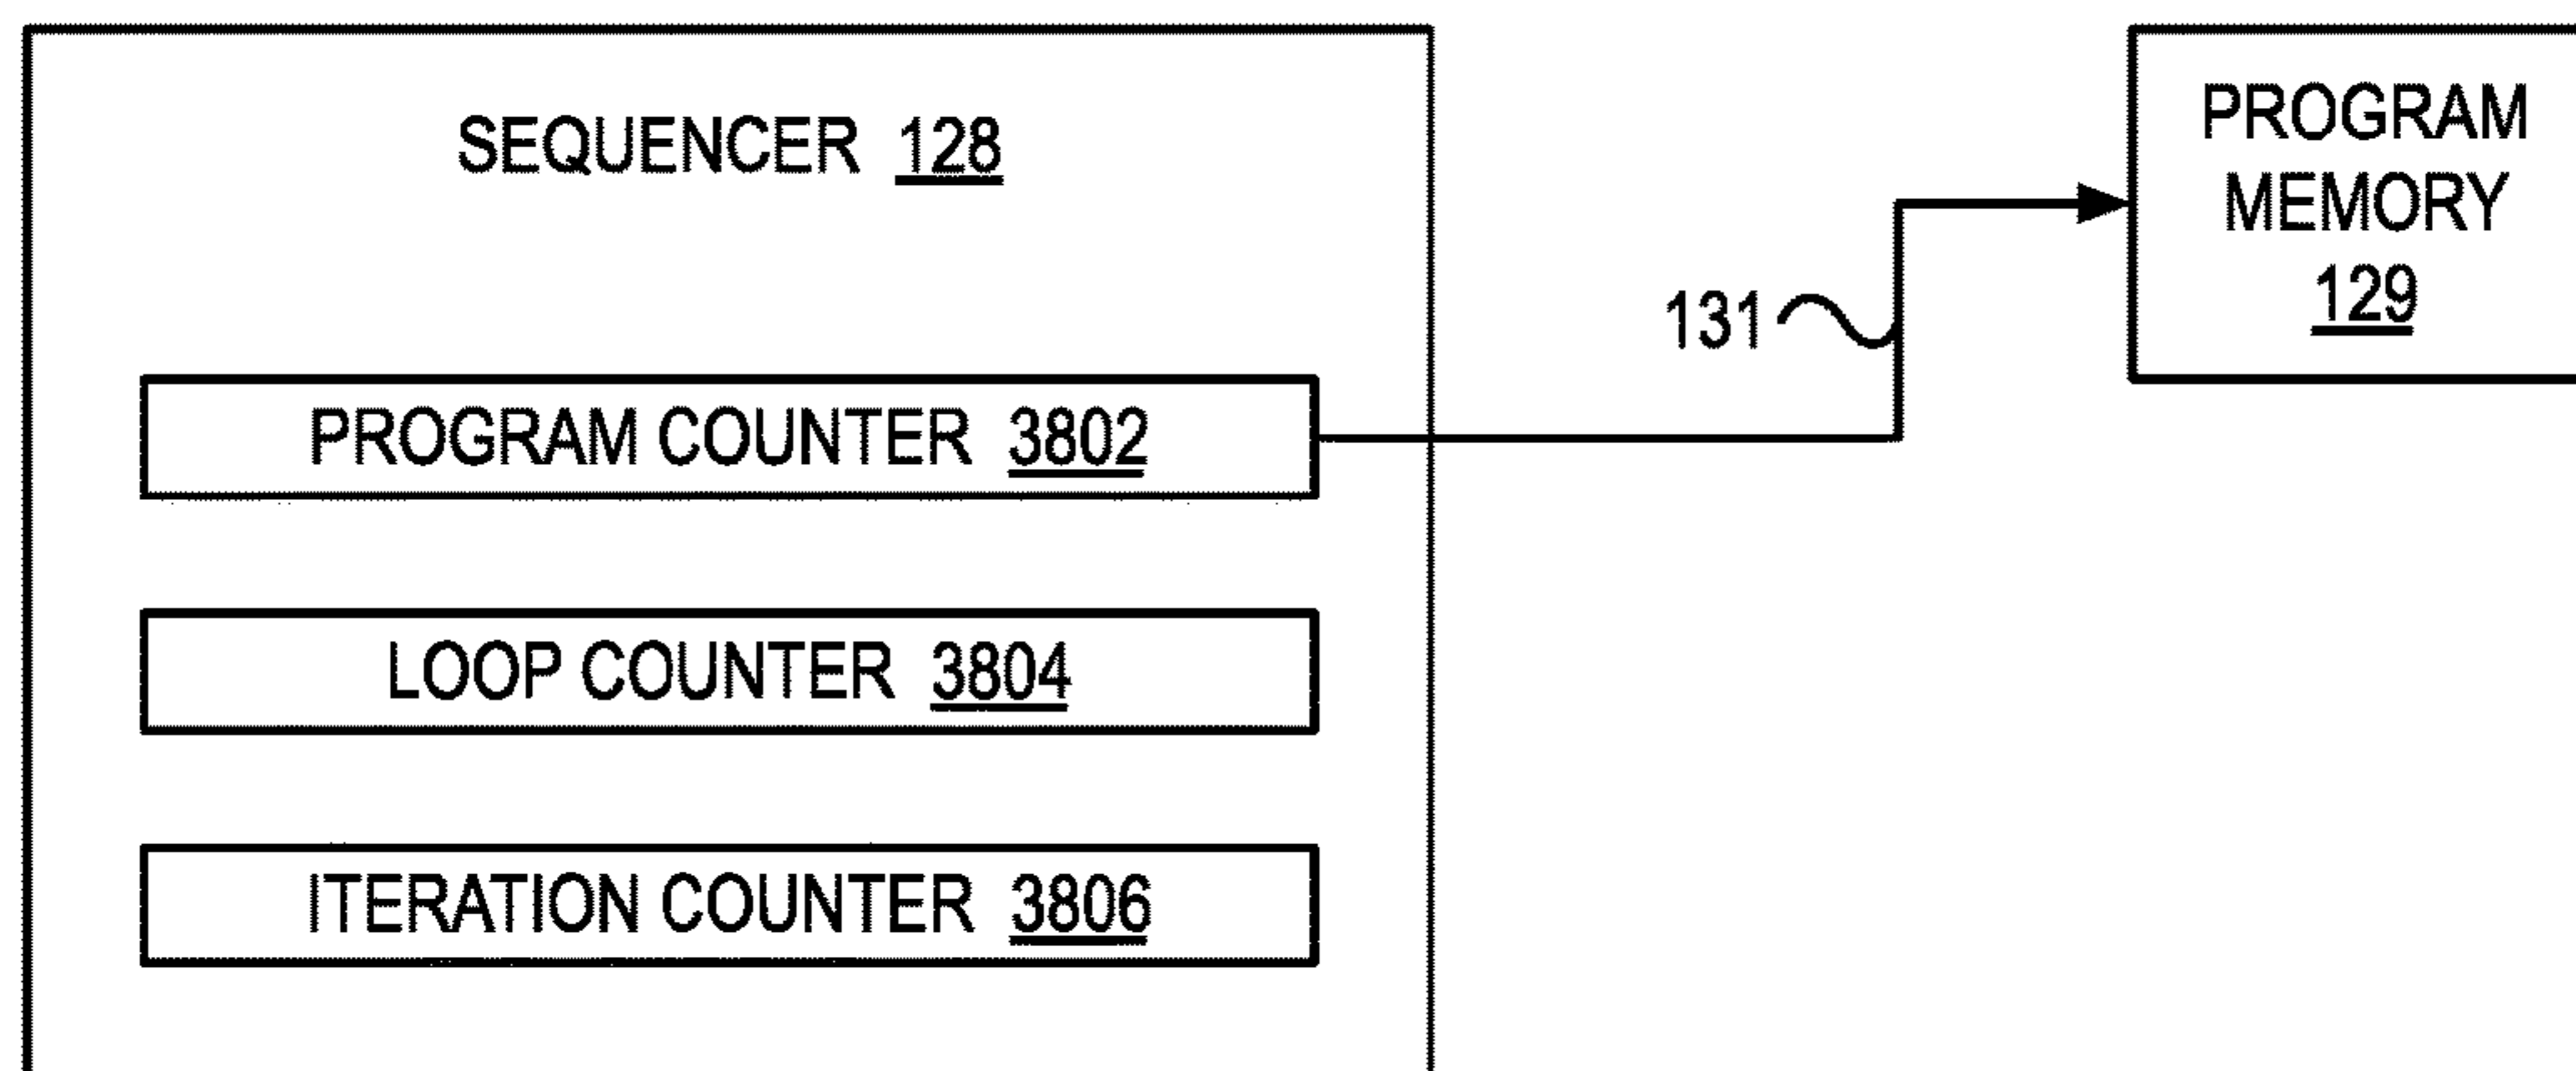 SEQUENCER 128
PROGRAM
MEMORY
129
131
PROGRAM COUNTER 3802
LOOP COUNTER 3804
ITERATION COUNTER 3806